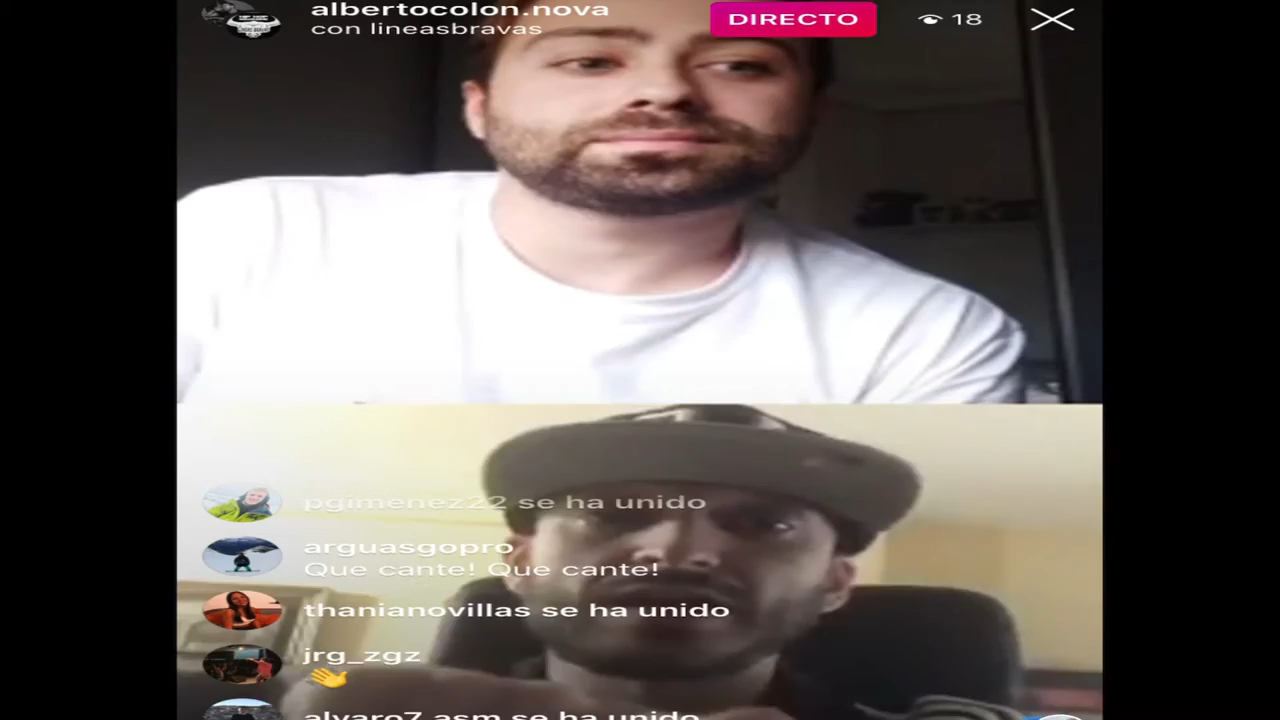 albertocolon.nova
con lineasbravas
DIRECTO
18
pgimenez22 se ha unido
arguasgopro
Que cante! Que cante!
thanianovillas se ha unido
jrg_zgz
👋
alvaro7_asm se ha unido